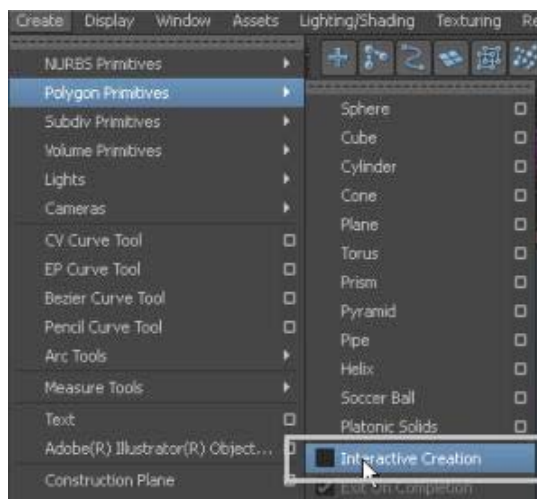 Create Display Window Assets Lighting/Shading Texturing Re
NURBS Primitives
Polygon Primitives
Subdiv Primitives
Volume Primitives
Lights
Cameras
CV Curve Tool
EP Curve Tool
Bezier Curve Tool
Pencil Curve Tool
Arc Tools
Measure Tools
Text
Adobe(R) Illustrator(R) Object...
Construction Plane
Sphere
Cube
Cylinder
Cone
Plane
Torus
Prism
Pyramid
Pipe
Helix
Soccer Ball
Platonic Solids
Interactive Creation
Exit On Completion